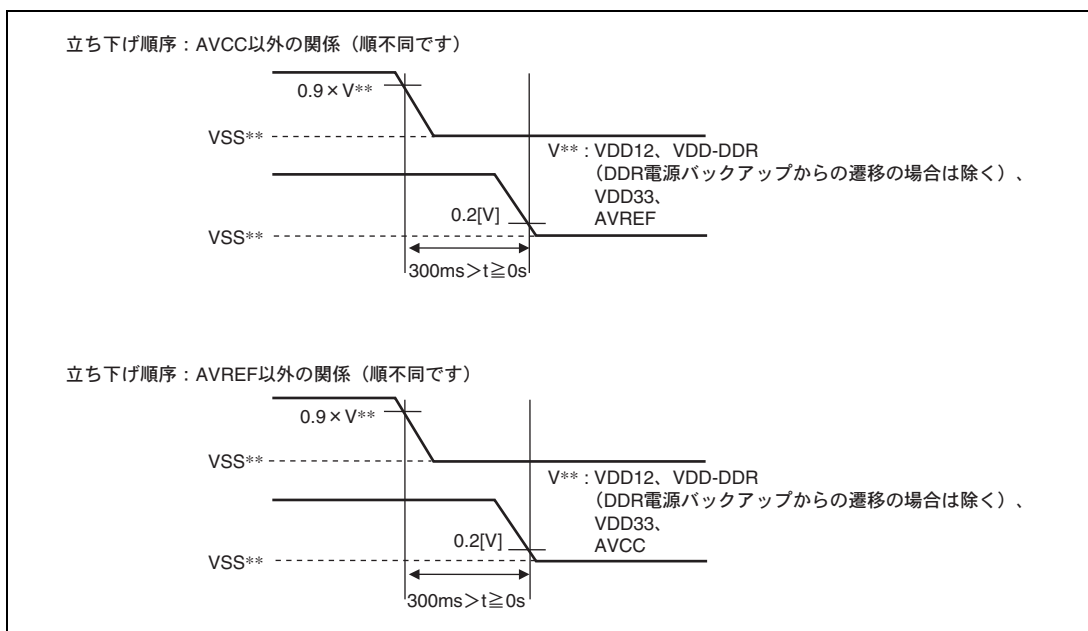 立ち下げ順序：AVCC以外の関係（順不同です）
0.9×V**
VSS**
V**：VDD12、VDD-DDR
（DDR電源バックアップからの遷移の場合は除く）、
VDD33、
AVREF
0.2[V]
VSS**
300ms＞t≧0s
立ち下げ順序：AVREF以外の関係（順不同です）
0.9×V**
VSS**
V**：VDD12、VDD-DDR
（DDR電源バックアップからの遷移の場合は除く）、
VDD33、
AVCC
0.2[V]
VSS**
300ms＞t≧0s